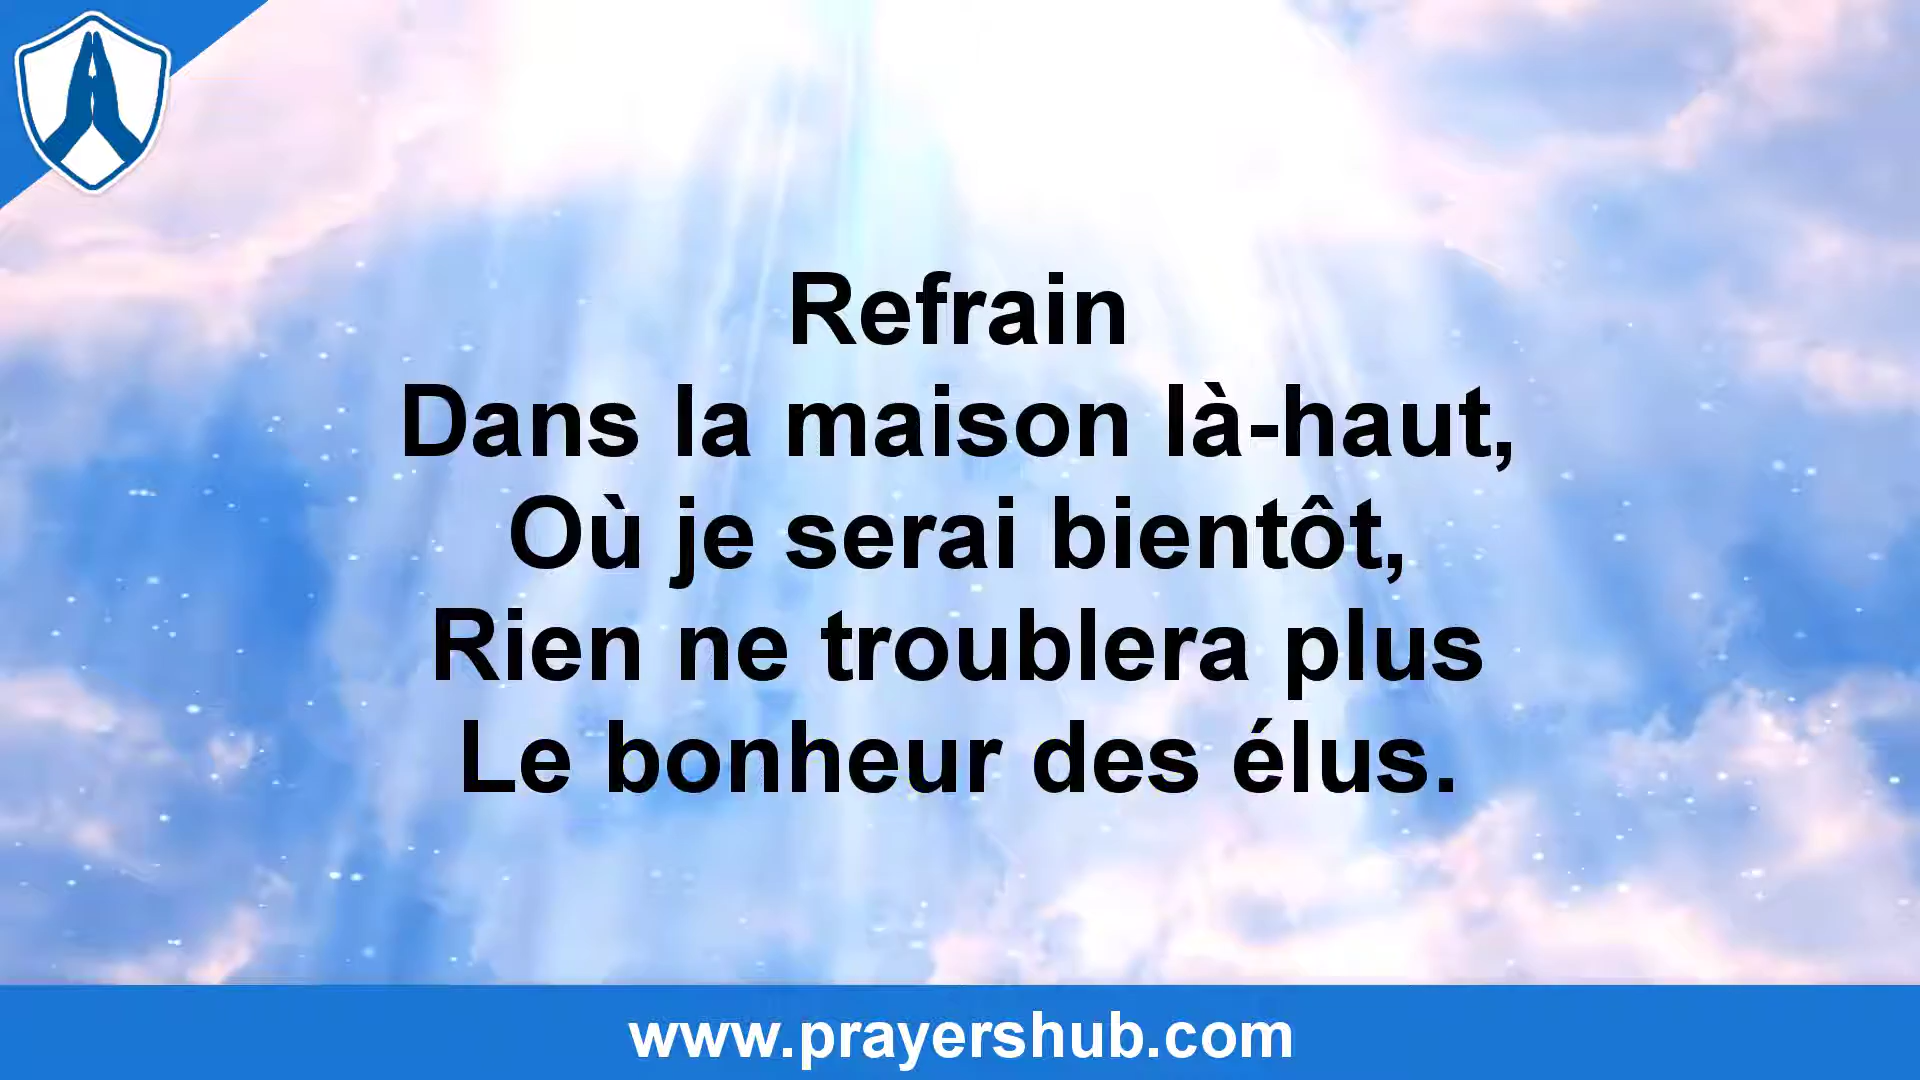 Refrain
Dans la maison là-haut,
Où je serai bientôt,
Rien ne troublera plus
Le bonheur des élus.
www.prayershub.com